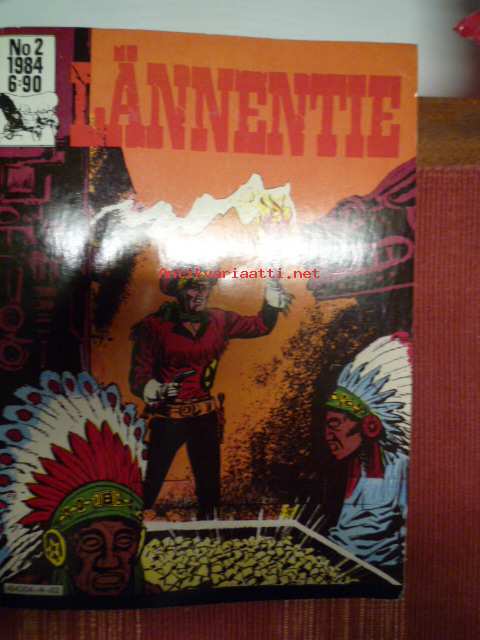 No 2
1984
6:90
LÄNNENTIE
Antikvariaatti.net